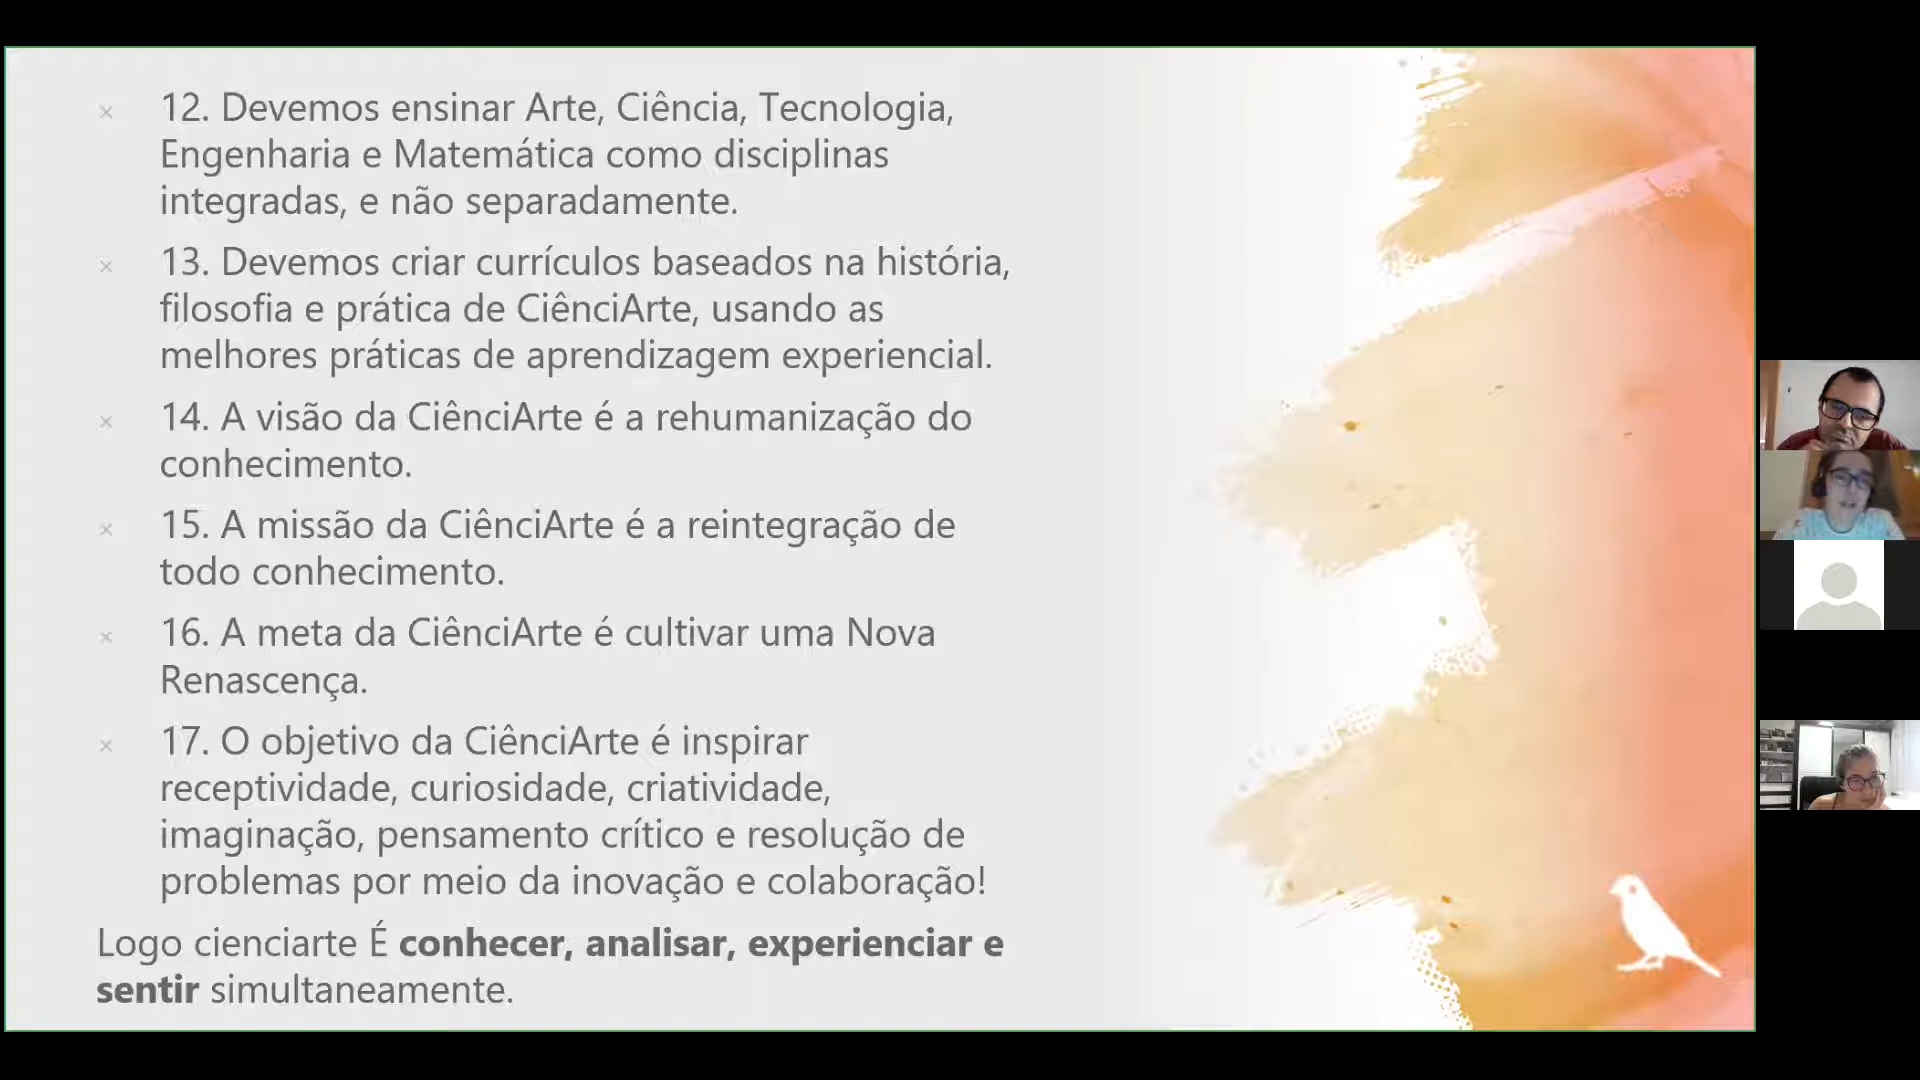 × 12. Devemos ensinar Arte, Ciência, Tecnologia,
Engenharia e Matemática como disciplinas
integradas, e não separadamente.
× 13. Devemos criar currículos baseados na história,
filosofia e prática de CiênciArte, usando as
melhores práticas de aprendizagem experiencial.
× 14. A visão da CiênciArte é a rehumanização do
conhecimento.
× 15. A missão da CiênciArte é a reintegração de
todo conhecimento.
× 16. A meta da CiênciArte é cultivar uma Nova
Renascença.
× 17. O objetivo da CiênciArte é inspirar
receptividade, curiosidade, criatividade,
imaginação, pensamento crítico e resolução de
problemas por meio da inovação e colaboração!
Logo cienciarte É conhecer, analisar, experienciar e
sentir simultaneamente.